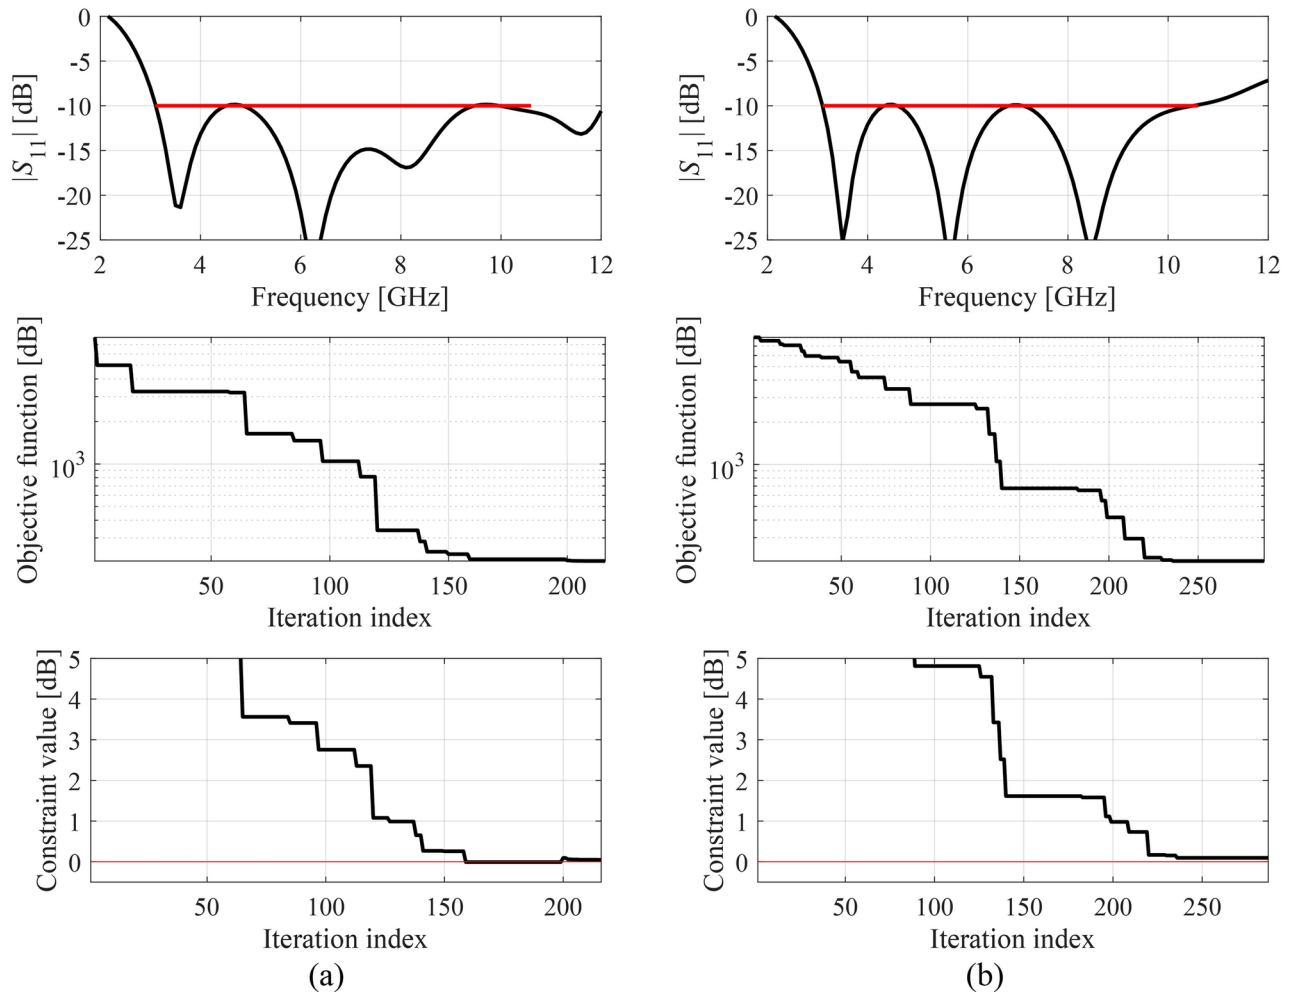 0
-5
-10
-15
-20
-25
|S11| [dB]
2 4 6 8 10 12
Frequency [GHz]
0
-5
-10
-15
-20
-25
|S11| [dB]
2 4 6 8 10 12
Frequency [GHz]
Objective function [dB]
10^3
50 100 150 200
Iteration index
Objective function [dB]
10^3
50 100 150 200 250
Iteration index
Constraint value [dB]
5
4
3
2
1
0
50 100 150 200
Iteration index
Constraint value [dB]
5
4
3
2
1
0
50 100 150 200 250
Iteration index
(a) (b)